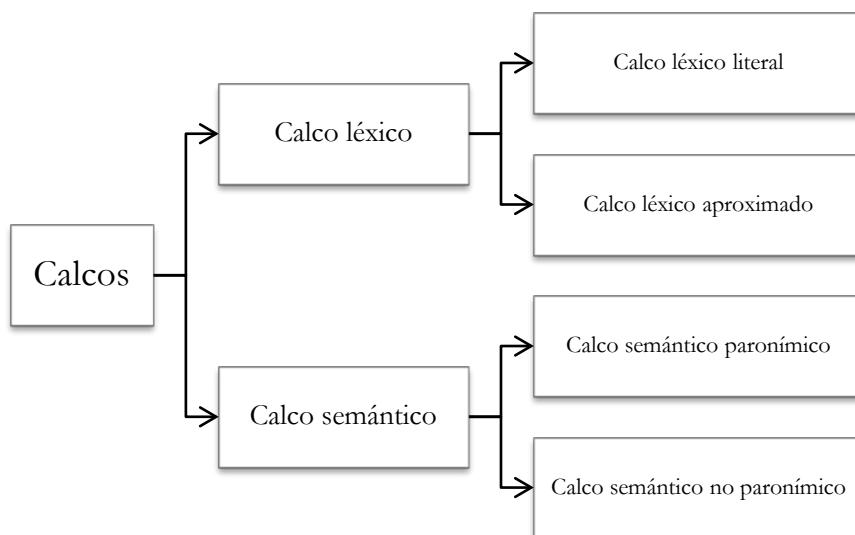 Calcos
Calco léxico
Calco léxico literal
Calco léxico aproximado
Calco semántico
Calco semántico paronímico
Calco semántico no paronímico